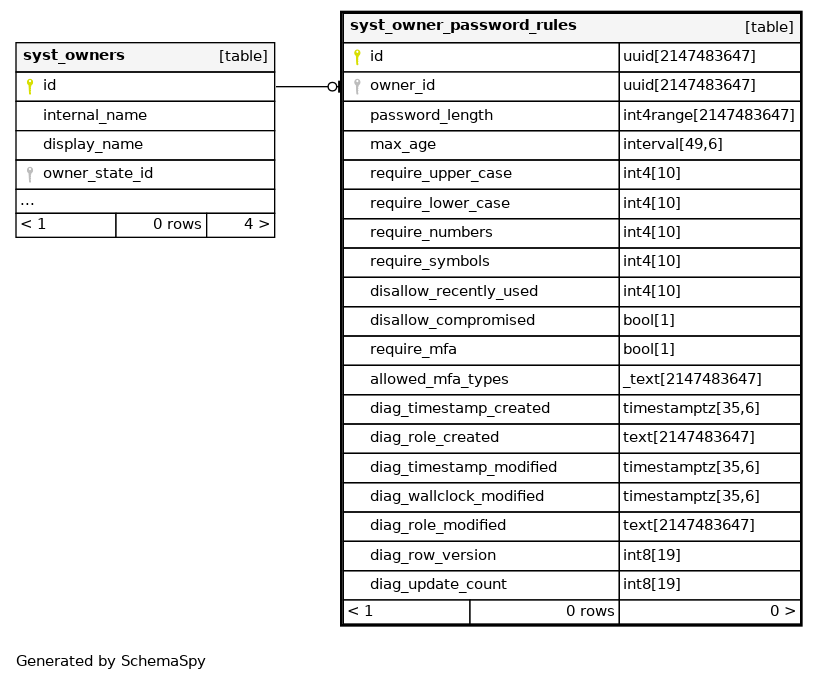 syst_owners [table]
id
internal_name
display_name
owner_state_id
...
< 1 0 rows 4 >
syst_owner_password_rules [table]
id uuid[2147483647]
owner_id uuid[2147483647]
password_length int4range[2147483647]
max_age interval[49,6]
require_upper_case int4[10]
require_lower_case int4[10]
require_numbers int4[10]
require_symbols int4[10]
disallow_recently_used int4[10]
disallow_compromised bool[1]
require_mfa bool[1]
allowed_mfa_types _text[2147483647]
diag_timestamp_created timestamptz[35,6]
diag_role_created text[2147483647]
diag_timestamp_modified timestamptz[35,6]
diag_wallclock_modified timestamptz[35,6]
diag_role_modified text[2147483647]
diag_row_version int8[19]
diag_update_count int8[19]
< 1 0 rows 0 >
Generated by SchemaSpy